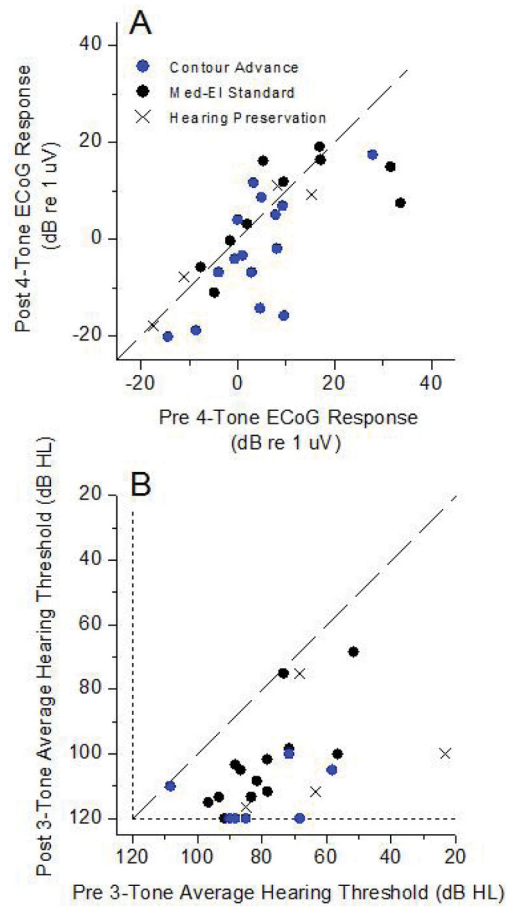 A
40
20
0
-20
Post 4-Tone ECoG Response
(dB re 1 uV)
Contour Advance
Med-El Standard
Hearing Preservation
-20 0 20 40
Pre 4-Tone ECoG Response
(dB re 1 uV)
B
20
40
60
80
100
120
Post 3-Tone Average Hearing Threshold (dB HL)
120 100 80 60 40 20
Pre 3-Tone Average Hearing Threshold (dB HL)